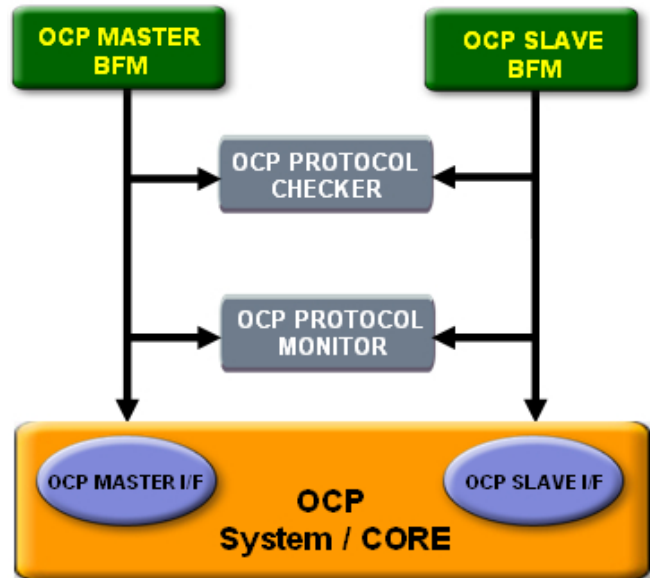 OCP MASTER
BFM
OCP SLAVE
BFM
OCP PROTOCOL
CHECKER
OCP PROTOCOL
MONITOR
OCP MASTER I/F
OCP SLAVE I/F
OCP
System / CORE